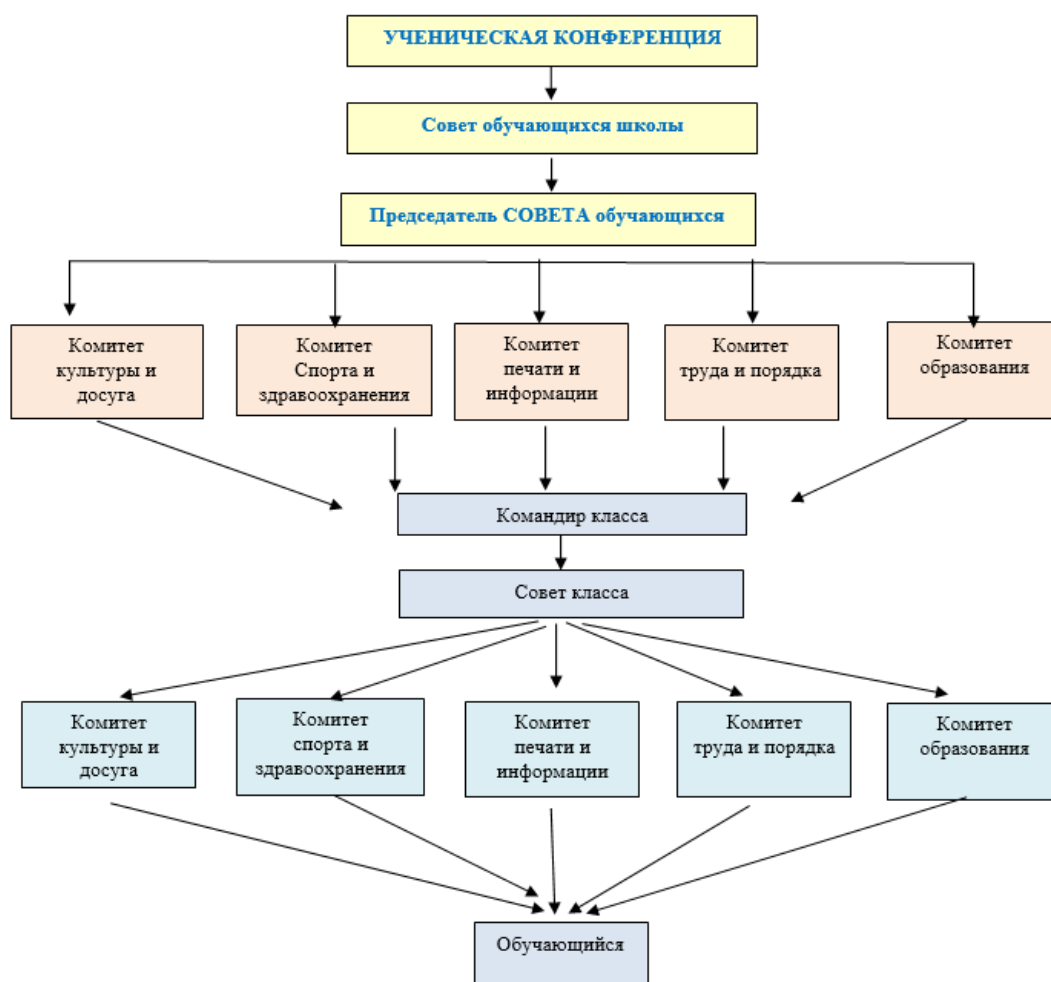 УЧЕНИЧЕСКАЯ КОНФЕРЕНЦИЯ
Совет обучающихся школы
Председатель СОВЕТА обучающихся
Комитет
культуры и
досуга
Комитет
Спорта и
здравоохранения
Комитет
печати и
информации
Комитет
труда и порядка
Комитет
образования
Командир класса
Совет класса
Комитет
культуры и
досуга
Комитет
спорта и
здравоохранения
Комитет
печати и
информации
Комитет
труда и порядка
Комитет
образования
Обучающийся